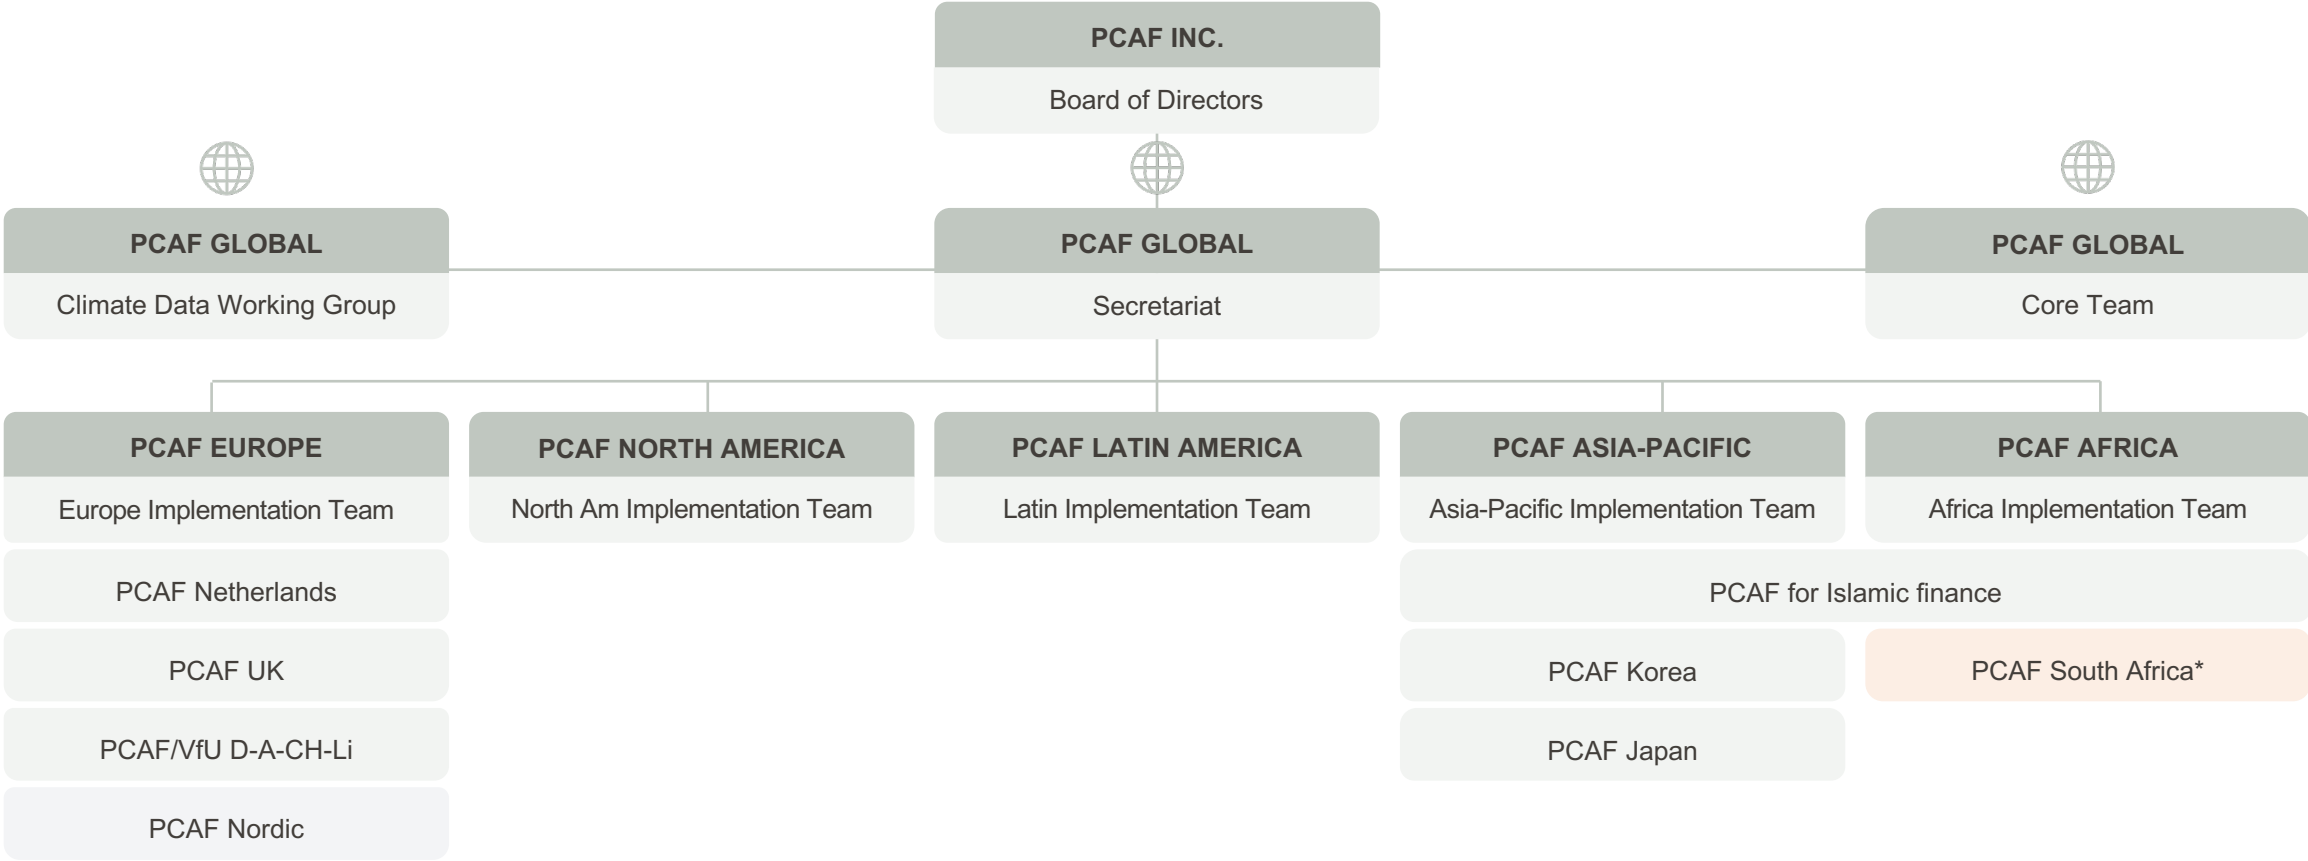 PCAF INC.
Board of Directors
PCAF GLOBAL
Climate Data Working Group
PCAF GLOBAL
Secretariat
PCAF GLOBAL
Core Team
PCAF EUROPE
Europe Implementation Team
PCAF Netherlands
PCAF UK
PCAF/VfU D-A-CH-Li
PCAF Nordic
PCAF NORTH AMERICA
North Am Implementation Team
PCAF LATIN AMERICA
Latin Implementation Team
PCAF ASIA-PACIFIC
Asia-Pacific Implementation Team
PCAF AFRICA
Africa Implementation Team
PCAF for Islamic finance
PCAF Korea
PCAF Japan
PCAF South Africa*